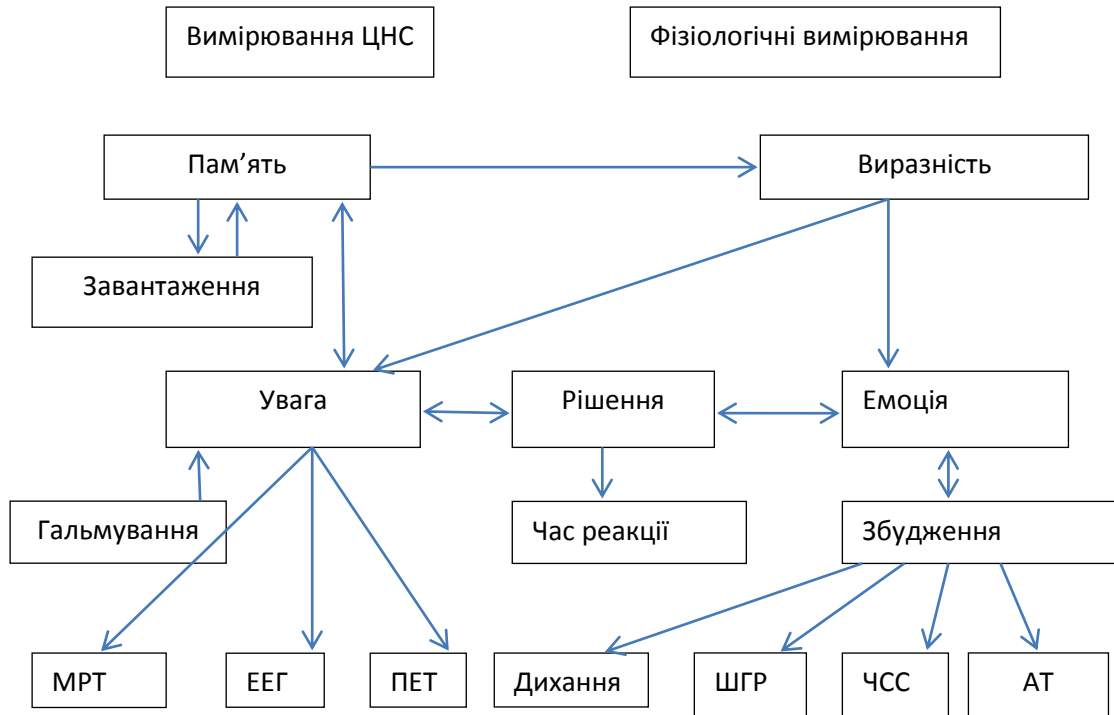 Вимірювання ЦНС
Фізіологічні вимірювання
Пам’ять
Виразність
Завантаження
Увага
Рішення
Емоція
Гальмування
Час реакції
Збудження
МРТ
ЕЕГ
ПЕТ
Дихання
ШГР
ЧСС
АТ